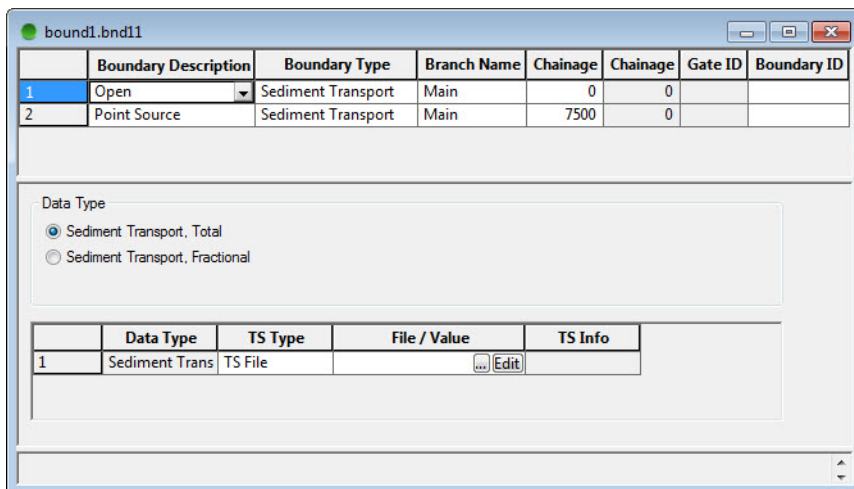 bound1.bnd11
Boundary Description Boundary Type Branch Name Chainage Chainage Gate ID Boundary ID
1 Open Sediment Transport Main 0 0
2 Point Source Sediment Transport Main 7500 0
Data Type
Sediment Transport, Total
Sediment Transport, Fractional
Data Type TS Type File / Value TS Info
1 Sediment Trans TS File ... Edit